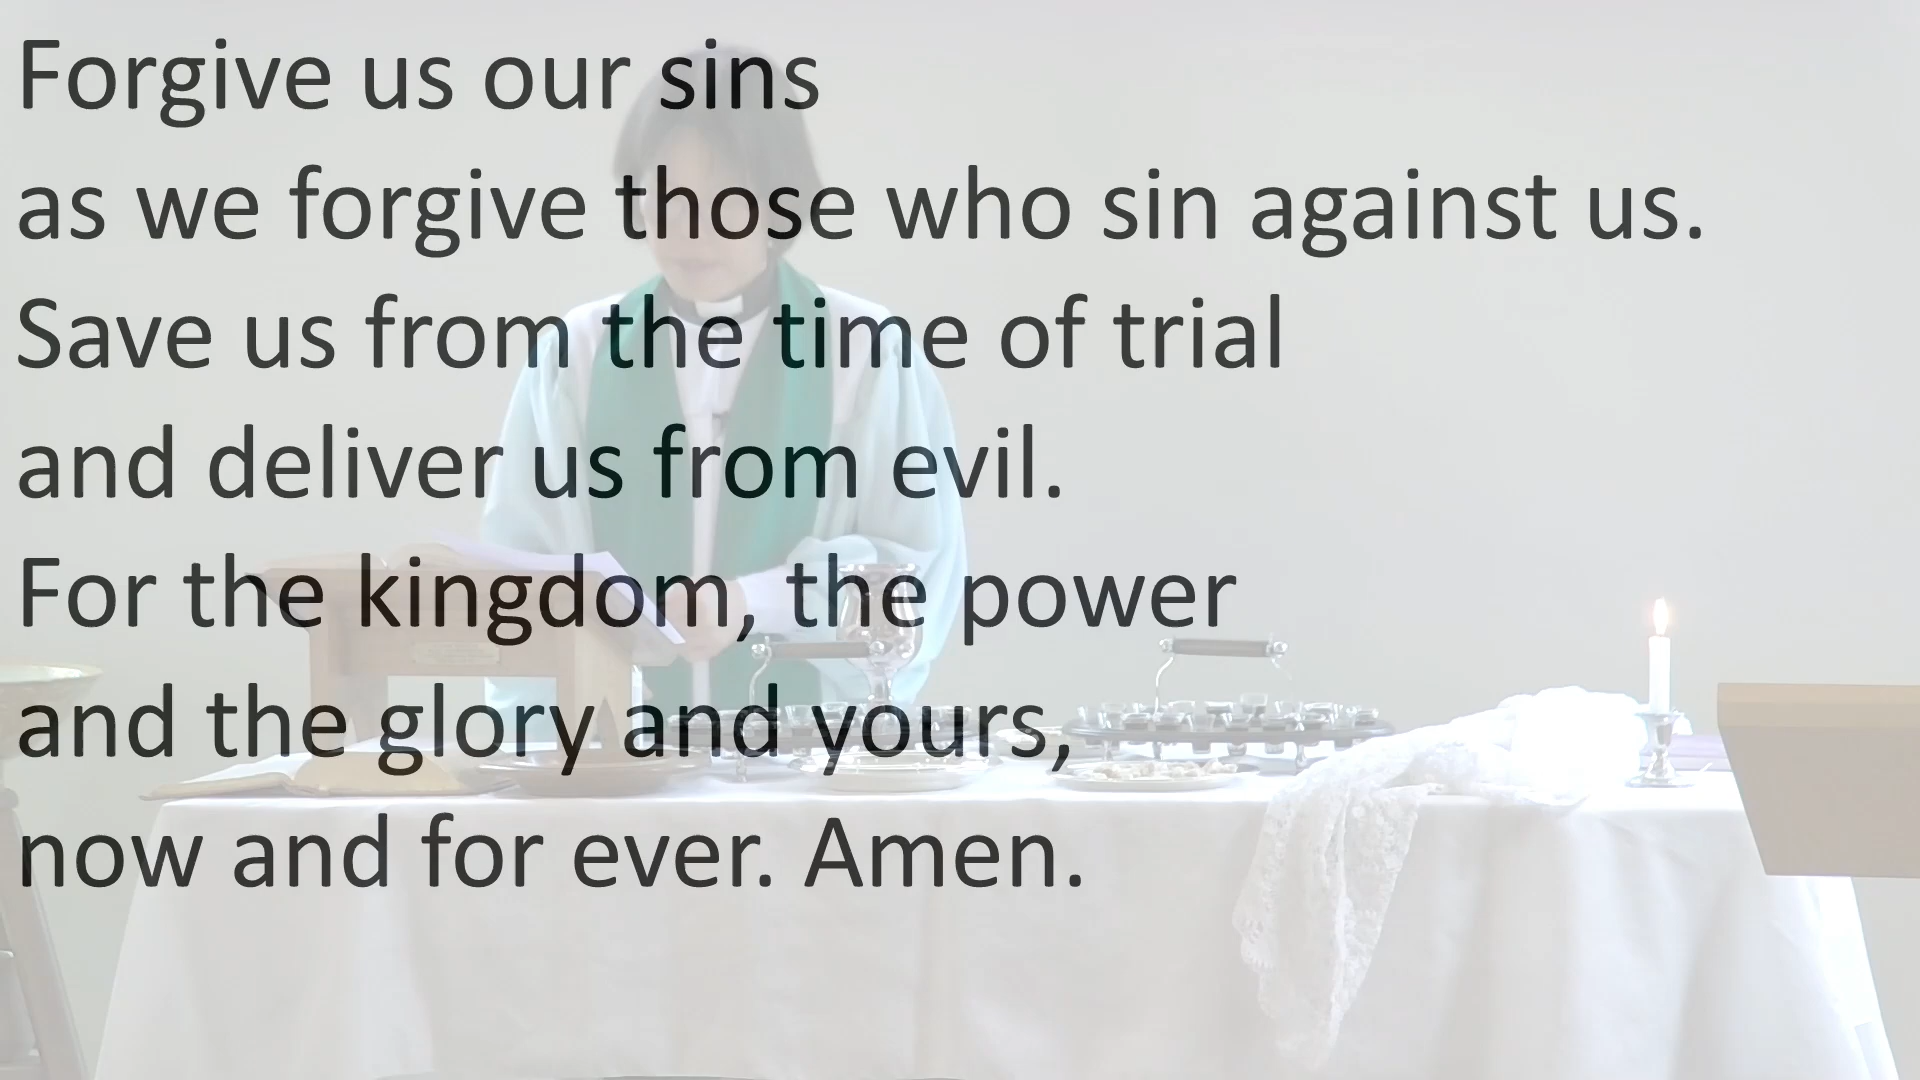 Forgive us our sins
as we forgive those who sin against us.
Save us from the time of trial
and deliver us from evil.
For the kingdom, the power
and the glory and yours,
now and for ever. Amen.